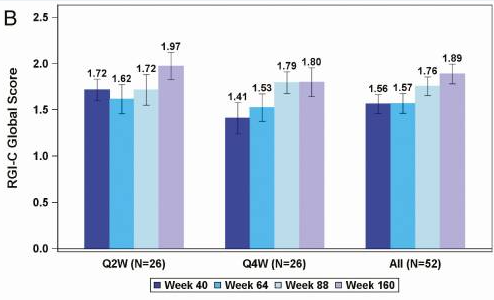 B
RGI-C Global Score
2.5
2.0
1.5
1.0
0.5
0.0
1.72 1.62 1.72 1.97
1.41 1.53 1.79 1.80
1.56 1.57 1.76 1.89
Q2W (N=26) Q4W (N=26) All (N=52)
Week 40 Week 64 Week 88 Week 160